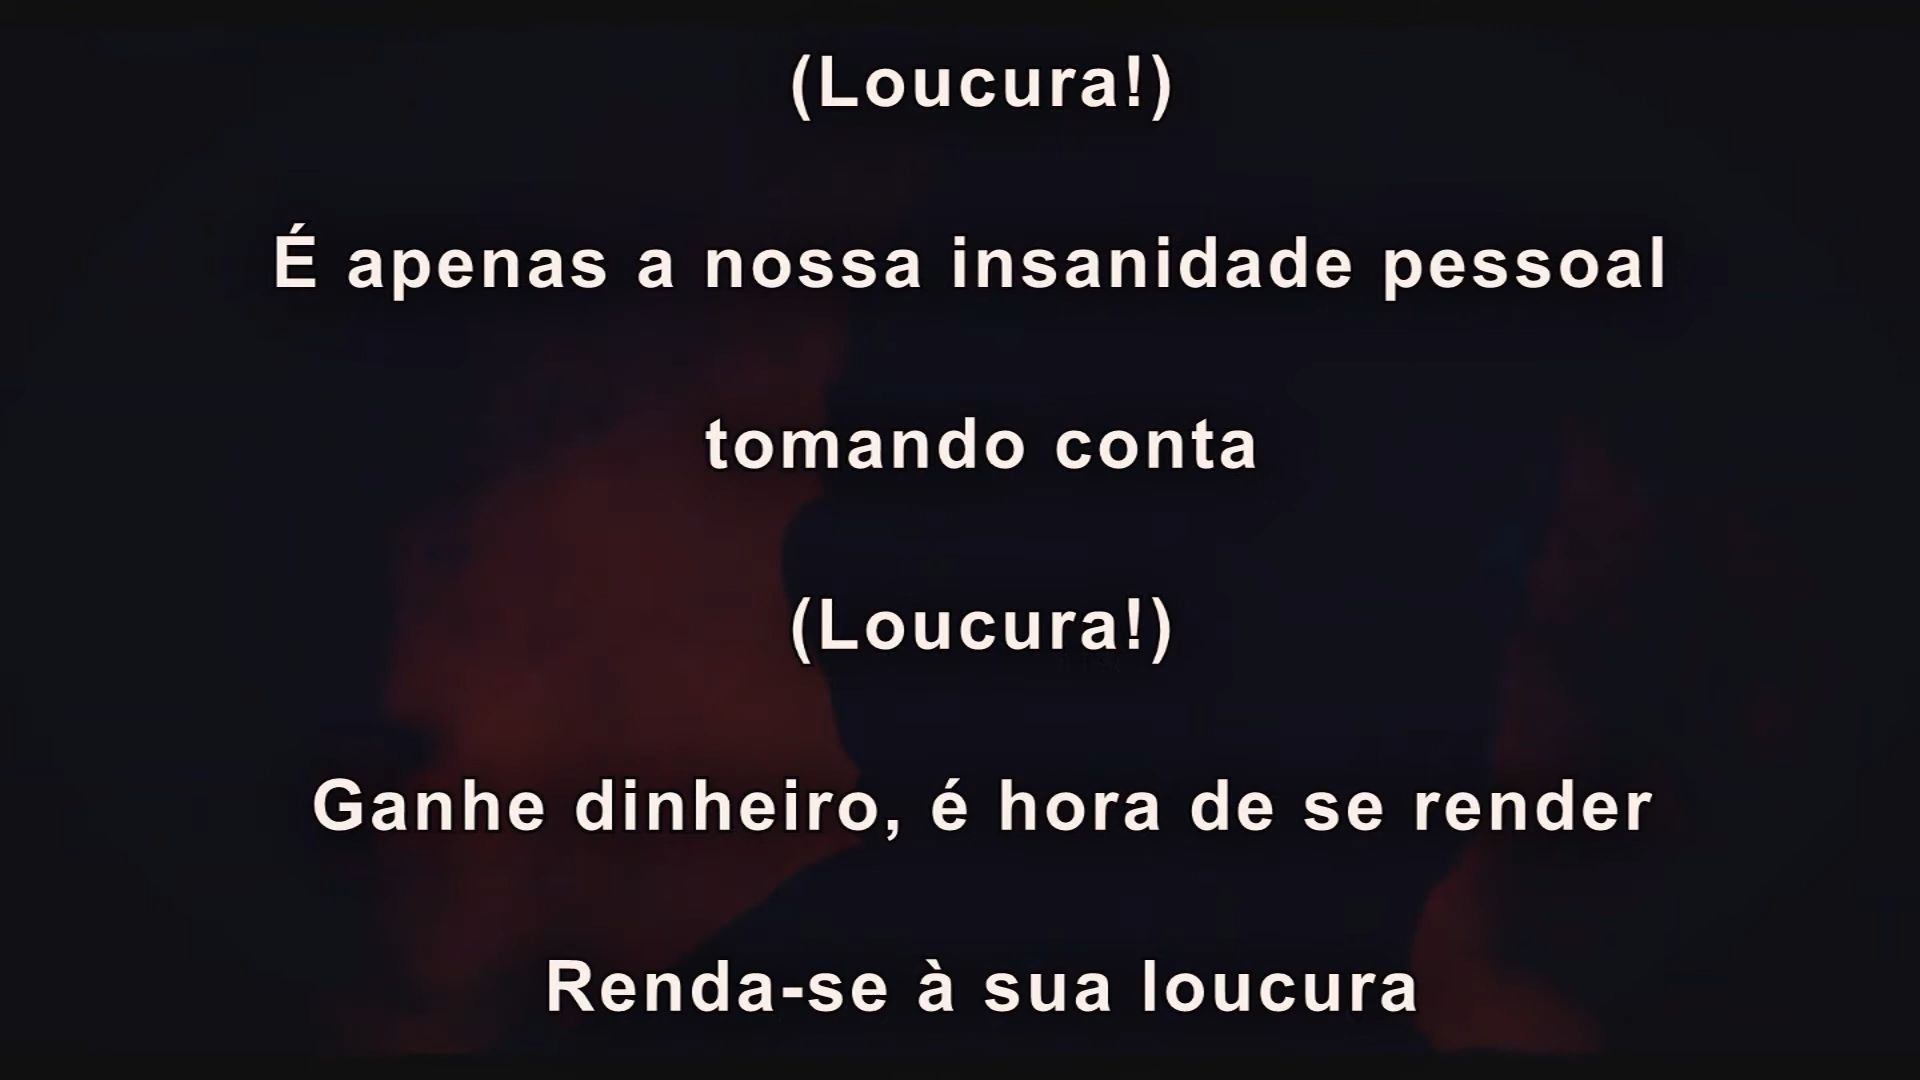 (Loucura!)
É apenas a nossa insanidade pessoal
tomando conta
(Loucura!)
Ganhe dinheiro, é hora de se render
Renda-se à sua loucura